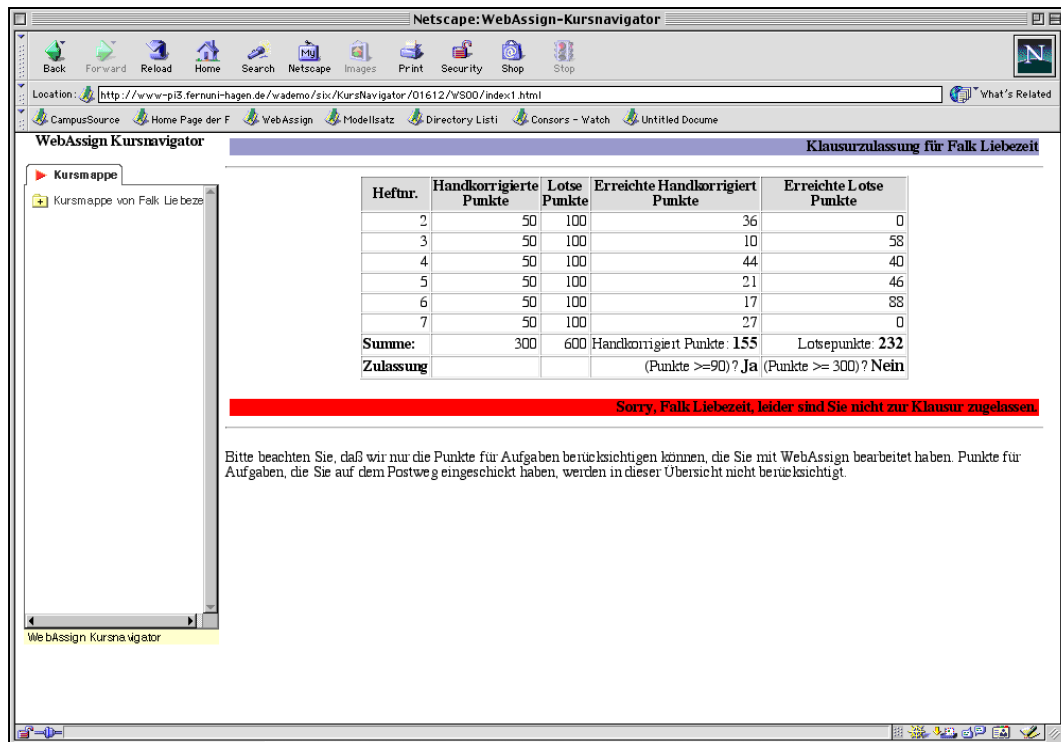 Netscape: WebAssign-Kursnavigator
Back Forward Reload Home Search Netscape Images Print Security Shop Stop
My
N
Location: http://www-pi3.fernuni-hagen.de/wademo/six/KursNavigator/01612/WS00/index1.html What's Related
CampusSource Home Page der F WebAssign Modellsatz Directory Listi Consors - Watch Untitled Docume
WebAssign Kursnavigator
Kursmappe
Kursmappe von Falk Liebeze
WebAssign Kursnavigator
Klausurzulassung für Falk Liebezeit
Heftnr. Handkorrigierte Punkte Lotse Punkte Erreichte Handkorrigiert Punkte Erreichte Lotse Punkte
2 50 100 36 0
3 50 100 10 58
4 50 100 44 40
5 50 100 21 46
6 50 100 17 88
7 50 100 27 0
Summe: 300 600 Handkorrigiert Punkte: 155 Lotsepunkte: 232
Zulassung (Punkte >=90)? Ja (Punkte >= 300)? Nein
Sorry, Falk Liebezeit, leider sind Sie nicht zur Klausur zugelassen.
Bitte beachten Sie, daß wir nur die Punkte für Aufgaben berücksichtigen können, die Sie mit WebAssign bearbeitet haben. Punkte für
Aufgaben, die Sie auf dem Postweg eingeschickt haben, werden in dieser Übersicht nicht berücksichtigt.